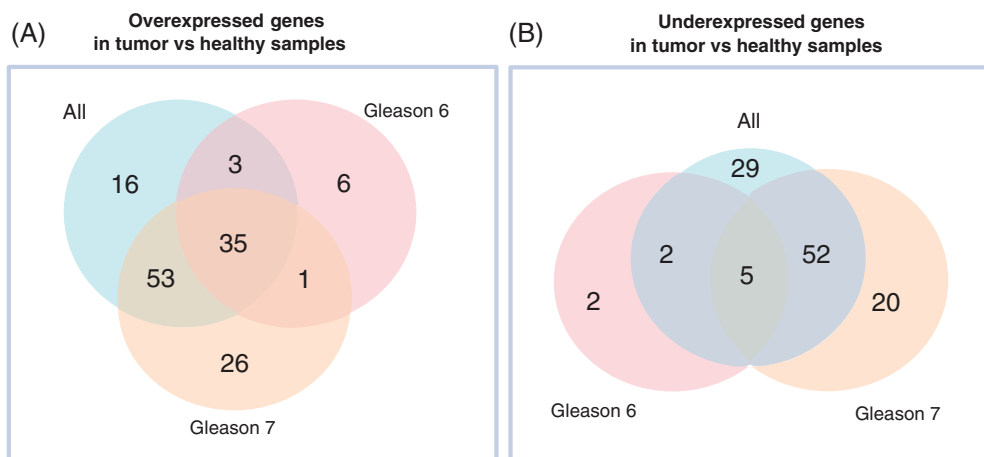 (A)
Overexpressed genes
in tumor vs healthy samples
All
Gleason 6
3
16
6
35
53
1
26
Gleason 7
(B)
Underexpressed genes
in tumor vs healthy samples
All
29
2
52
5
2
20
Gleason 6
Gleason 7